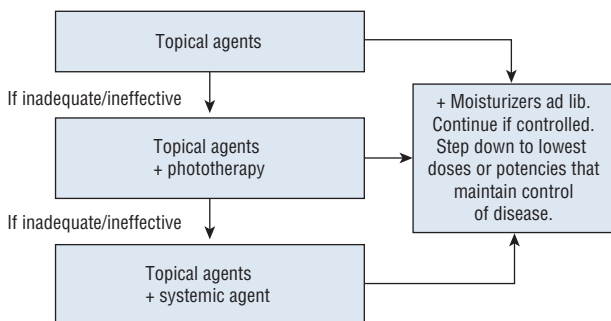 Topical agents
If inadequate/ineffective
Topical agents
+ phototherapy
If inadequate/ineffective
Topical agents
+ systemic agent
+ Moisturizers ad lib.
Continue if controlled.
Step down to lowest
doses or potencies that
maintain control
of disease.